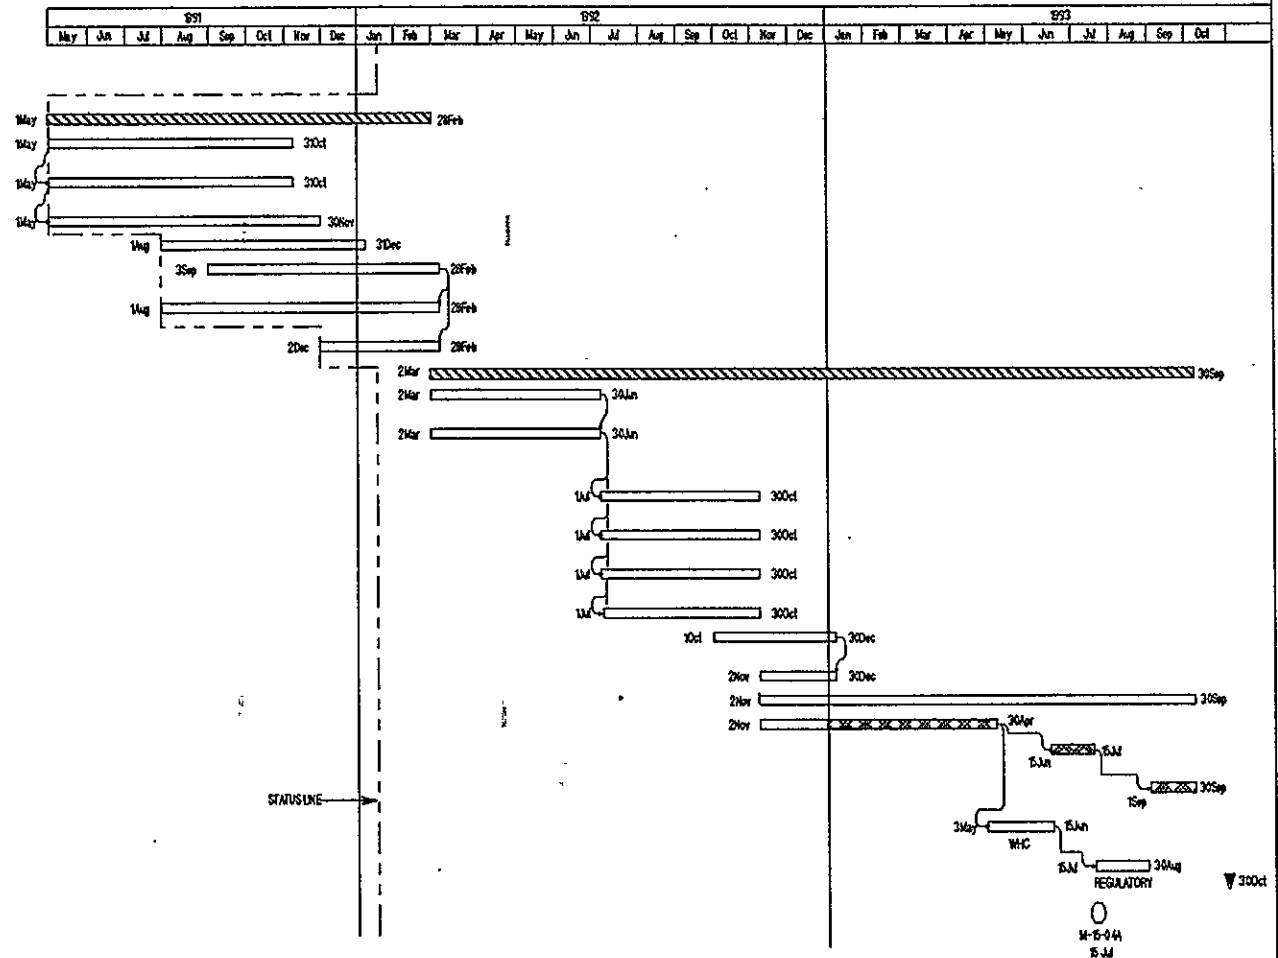 1991 1992 1993
May Jun Jul Aug Sep Oct Nov Dec Jan Feb Mar Apr May Jun Jul Aug Sep Oct Nov Dec Jan Feb Mar Apr May Jun Jul Aug Sep Oct
1May 28Feb
1May 31Oct
1May 31Oct
1May 30Nov
1Aug 31Dec
3Sep 28Feb
1Aug 28Feb
2Dec 28Feb
2Mar 30Sep
2Mar 30Jun
2Mar 30Jun
1Jul 30Oct
1Jul 30Oct
1Jul 30Oct
1Jul 30Oct
1Oct 30Dec
2Nov 30Dec
2Nov 30Sep
2Nov 30Apr
15Jun 15Jul
1Sep 30Sep
STATUS LINE
3May 15Jun
WHC
15Jul 30Aug
REGULATORY 30Oct
M-15-04A
15 Jul